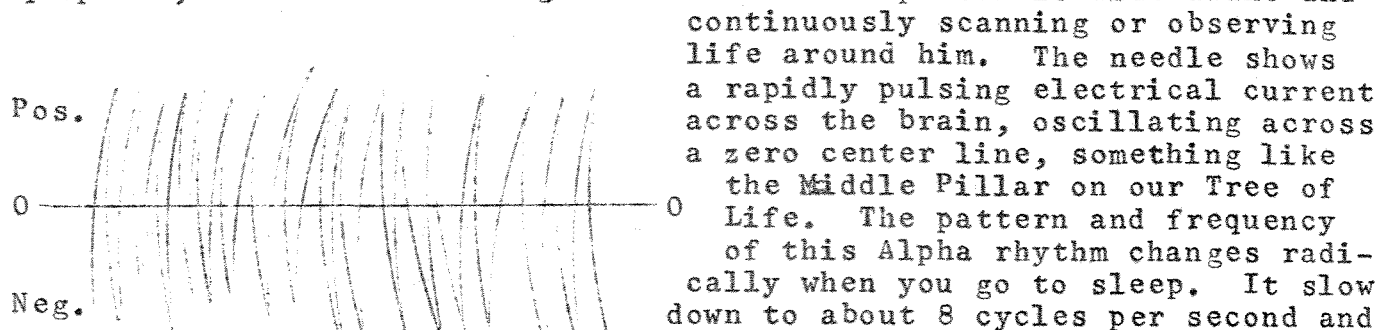 continuously scanning or observing
life around him. The needle shows
Pos. a rapidly pulsing electrical current
across the brain, oscillating across
a zero center line, something like
the Middle Pillar on our Tree of
0 0 Life. The pattern and frequency
of this Alpha rhythm changes radi-
cally when you go to sleep. It slow
Neg. down to about 8 cycles per second and